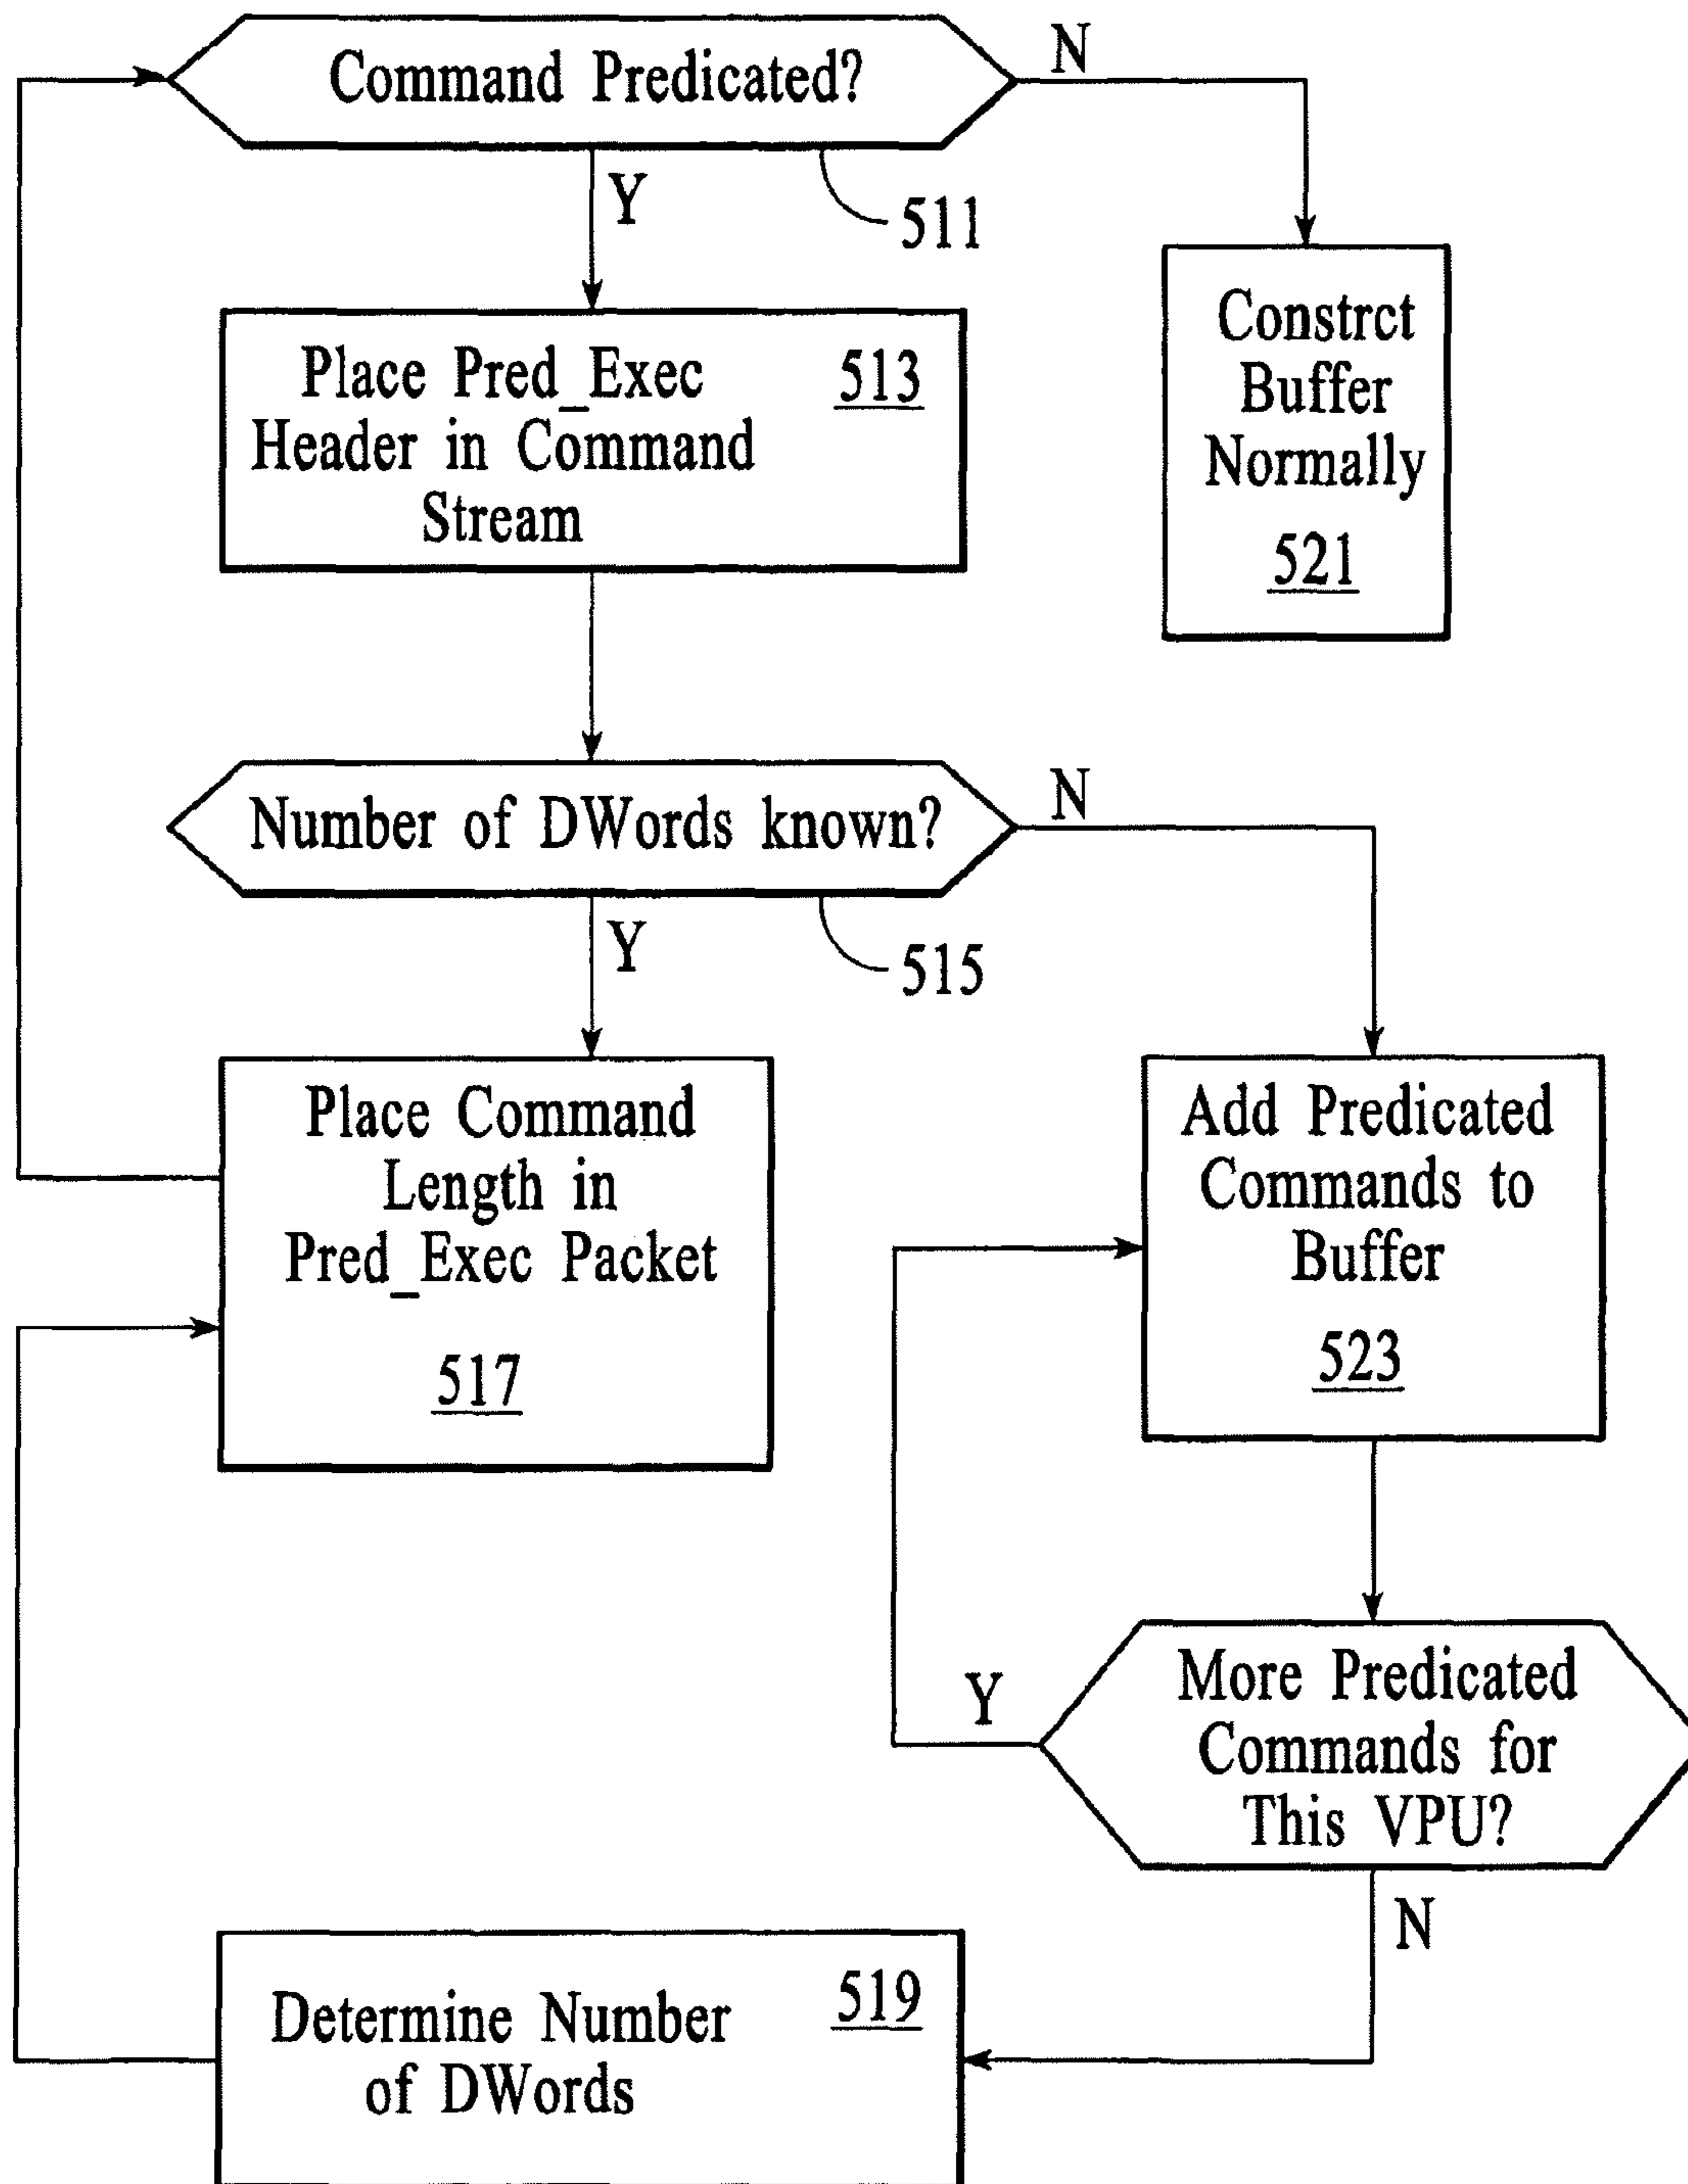 Command Predicated?
N
Y
511
Place Pred_Exec
Header in Command
Stream
513
Constrct
Buffer
Normally
521
Number of DWords known?
N
Y
515
Place Command
Length in
Pred_Exec Packet
517
Add Predicated
Commands to
Buffer
523
More Predicated
Commands for
This VPU?
Y
N
Determine Number
of DWords
519